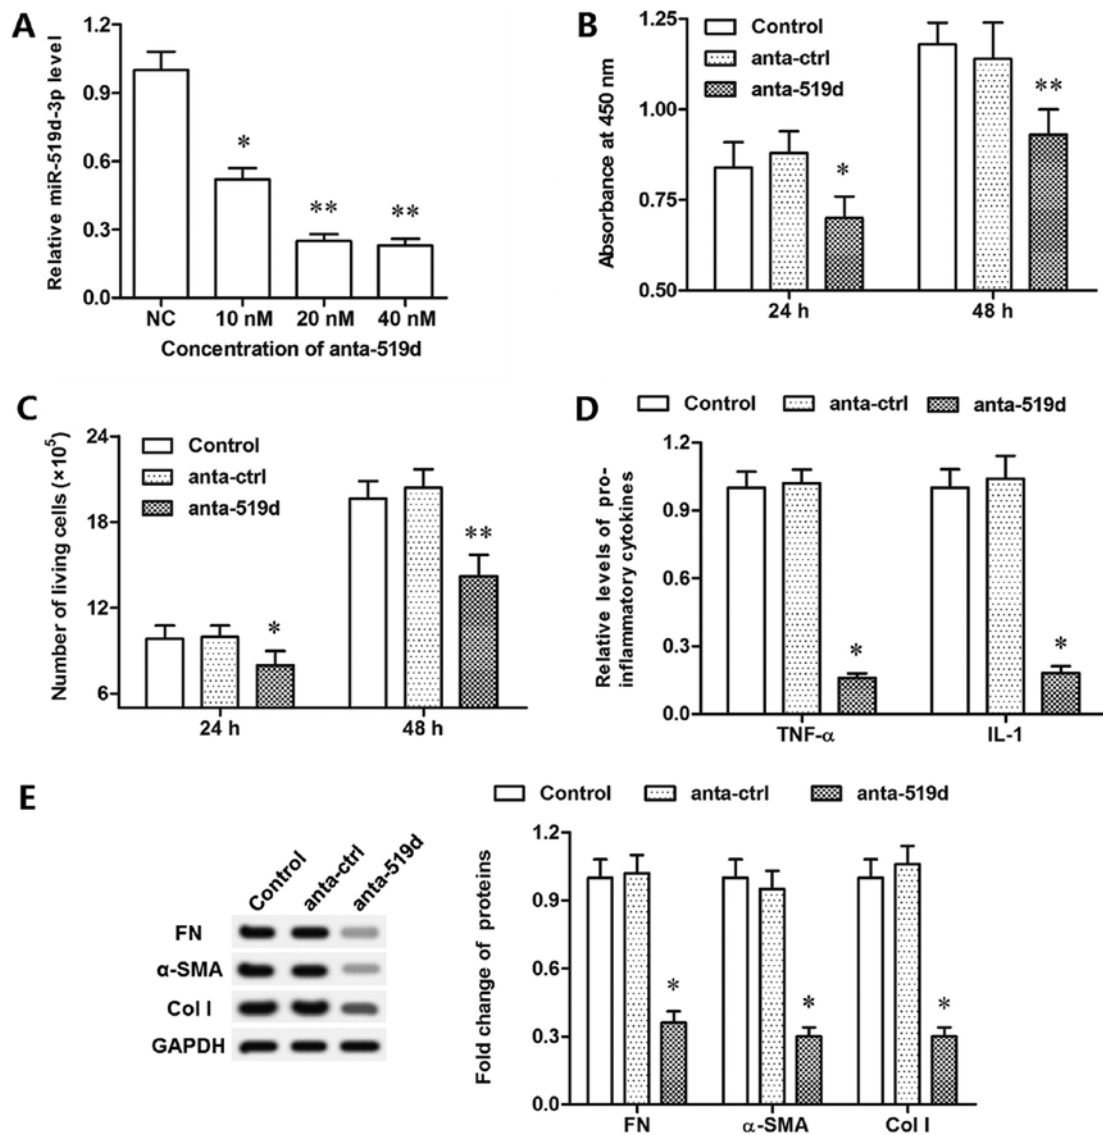 A
Relative miR-519d-3p level
1.2
0.9
0.6
0.3
0.0
*
**
**
NC 10 nM 20 nM 40 nM
Concentration of anta-519d
B
Absorbance at 450 nm
1.25
1.00
0.75
0.50
Control
anta-ctrl
anta-519d
*
**
24 h 48 h
C
Number of living cells (×10⁵)
24
18
12
6
Control
anta-ctrl
anta-519d
*
**
24 h 48 h
D
Control anta-ctrl anta-519d
Relative levels of pro-
inflammatory cytokines
1.2
0.9
0.6
0.3
0.0
*
*
TNF-α IL-1
E
Control
anta-ctrl
anta-519d
FN
α-SMA
Col I
GAPDH
Control anta-ctrl anta-519d
Fold change of proteins
1.2
0.9
0.6
0.3
0.0
*
*
*
FN α-SMA Col I